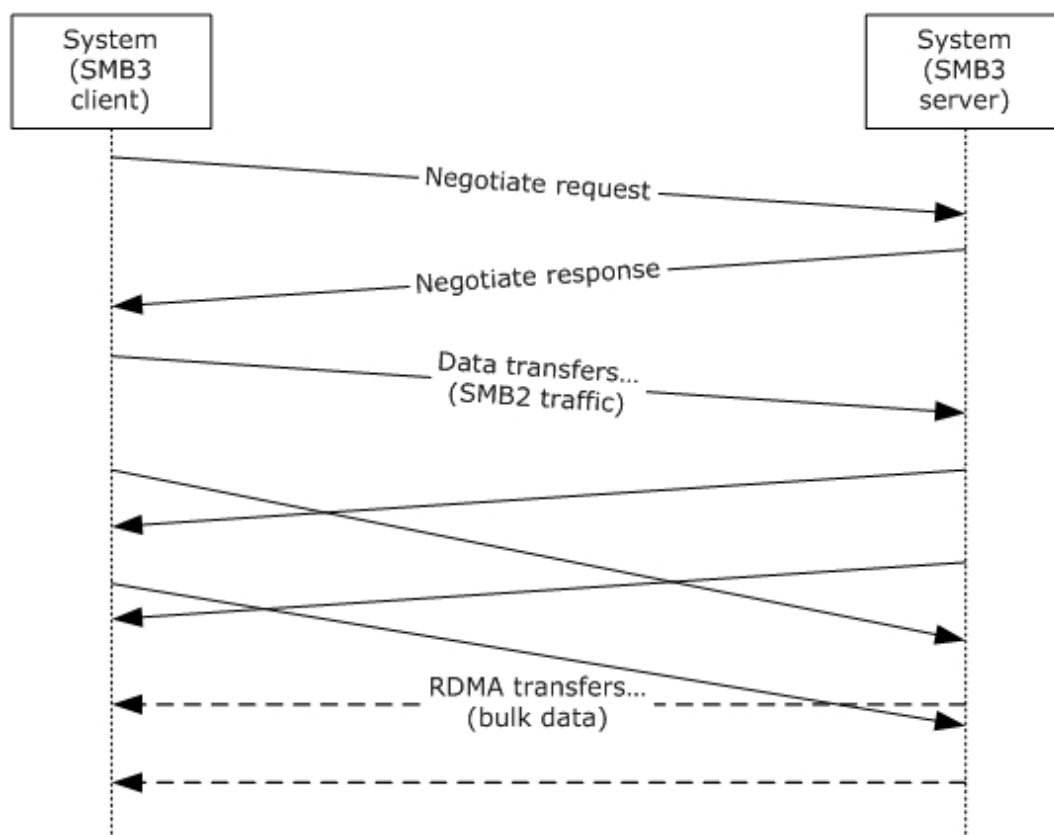 System
(SMB3
client)
System
(SMB3
server)
Negotiate request
Negotiate response
Data transfers...
(SMB2 traffic)
RDMA transfers...
(bulk data)